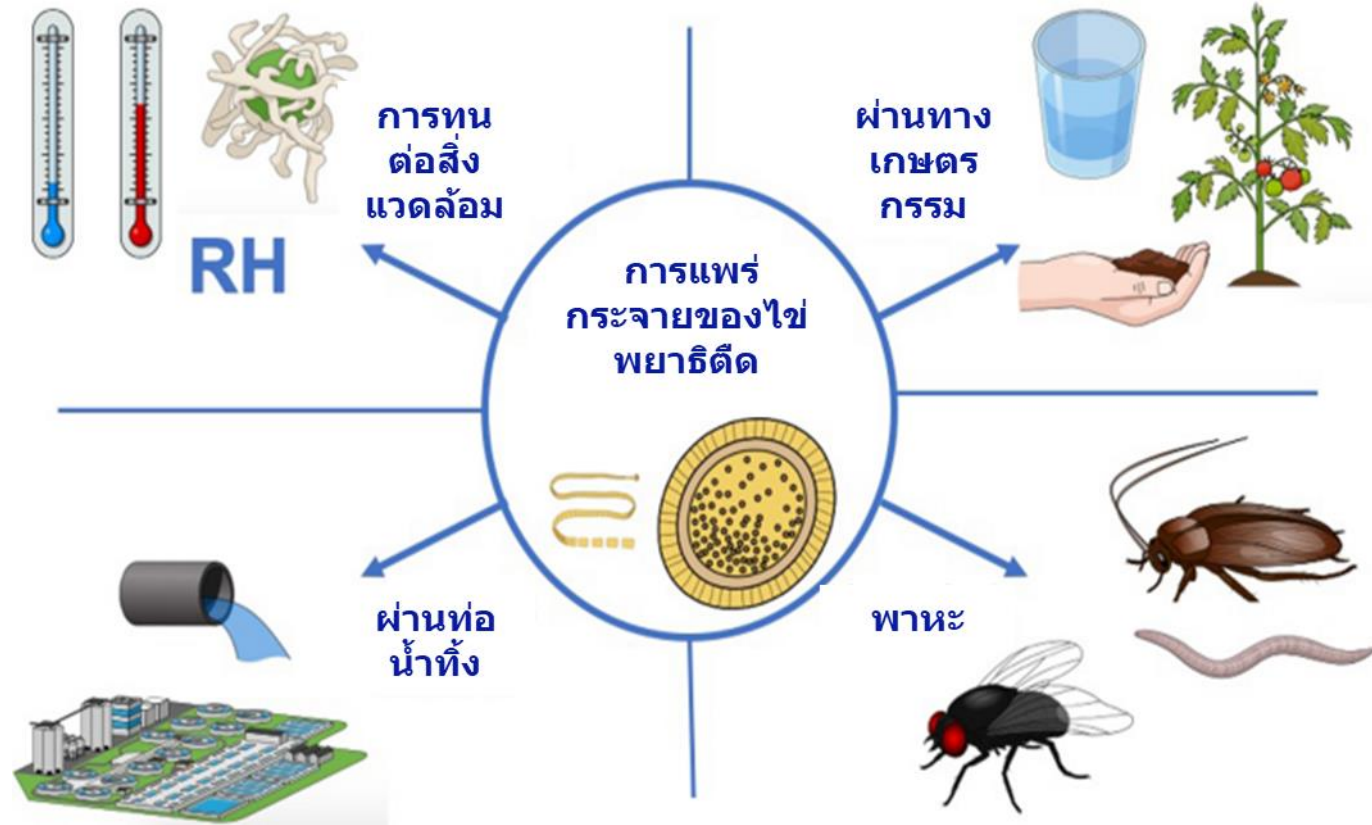 การทน
ต่อสิ่ง
แวดล้อม
RH
ผ่านทาง
เกษตร
กรรม
การแพร่
กระจายของไข่
พยาธิตืด
ผ่านท่อ
น้ำทิ้ง
พาหะ